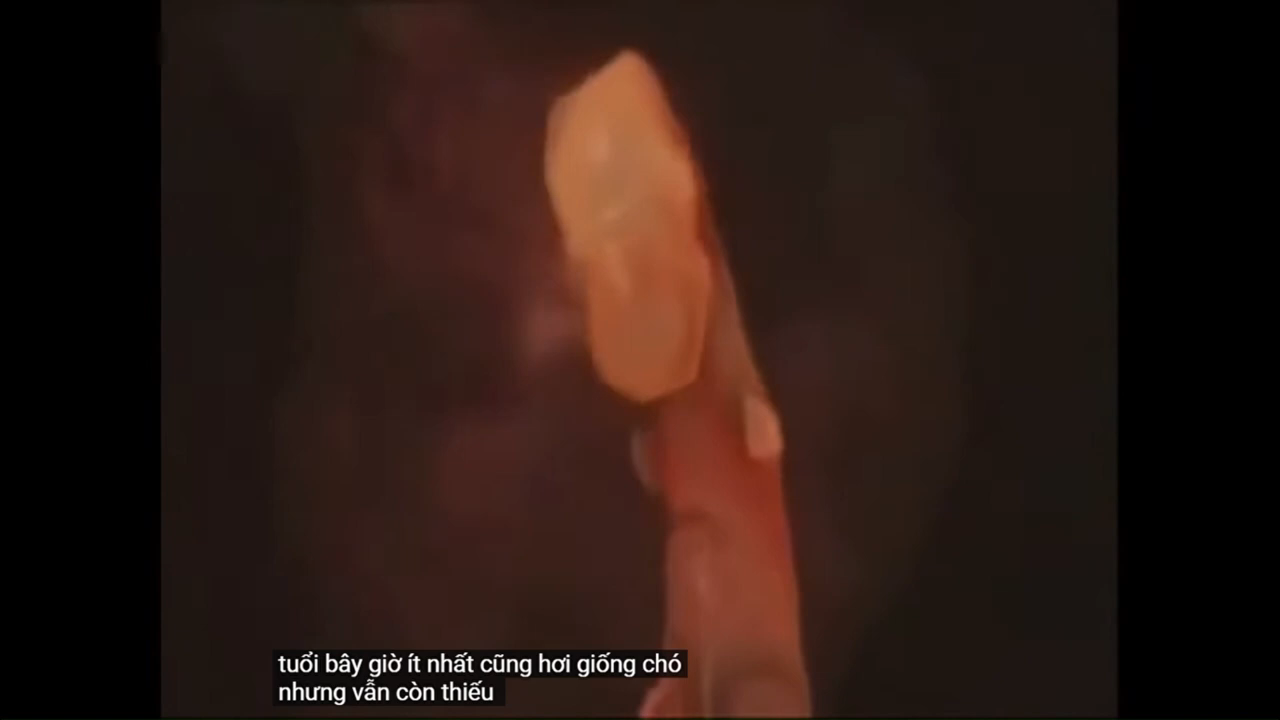 tuổi bây giờ ít nhất cũng hơi giống chó
nhưng vẫn còn thiếu